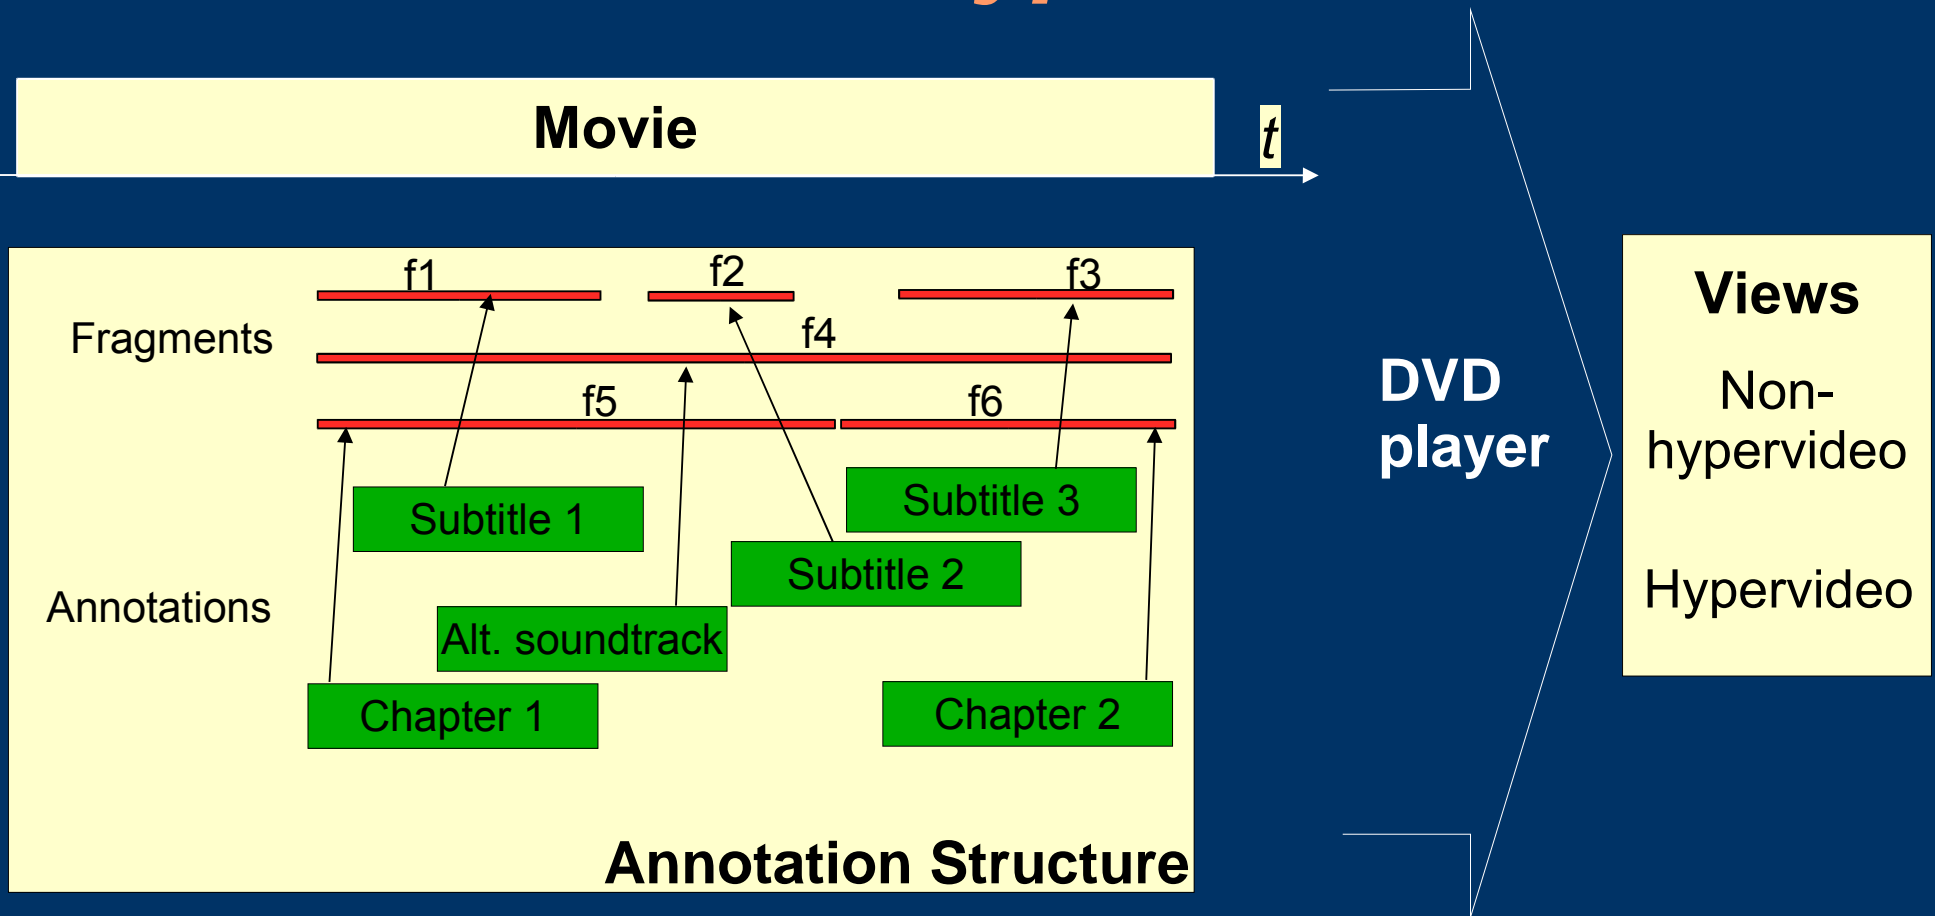 Movie
t
f1
f2
f3
Fragments
f4
f5
f6
Subtitle 1
Subtitle 3
Subtitle 2
Annotations
Alt. soundtrack
Chapter 1
Chapter 2
Annotation Structure
DVD
player
Views
Non-
hypervideo
Hypervideo